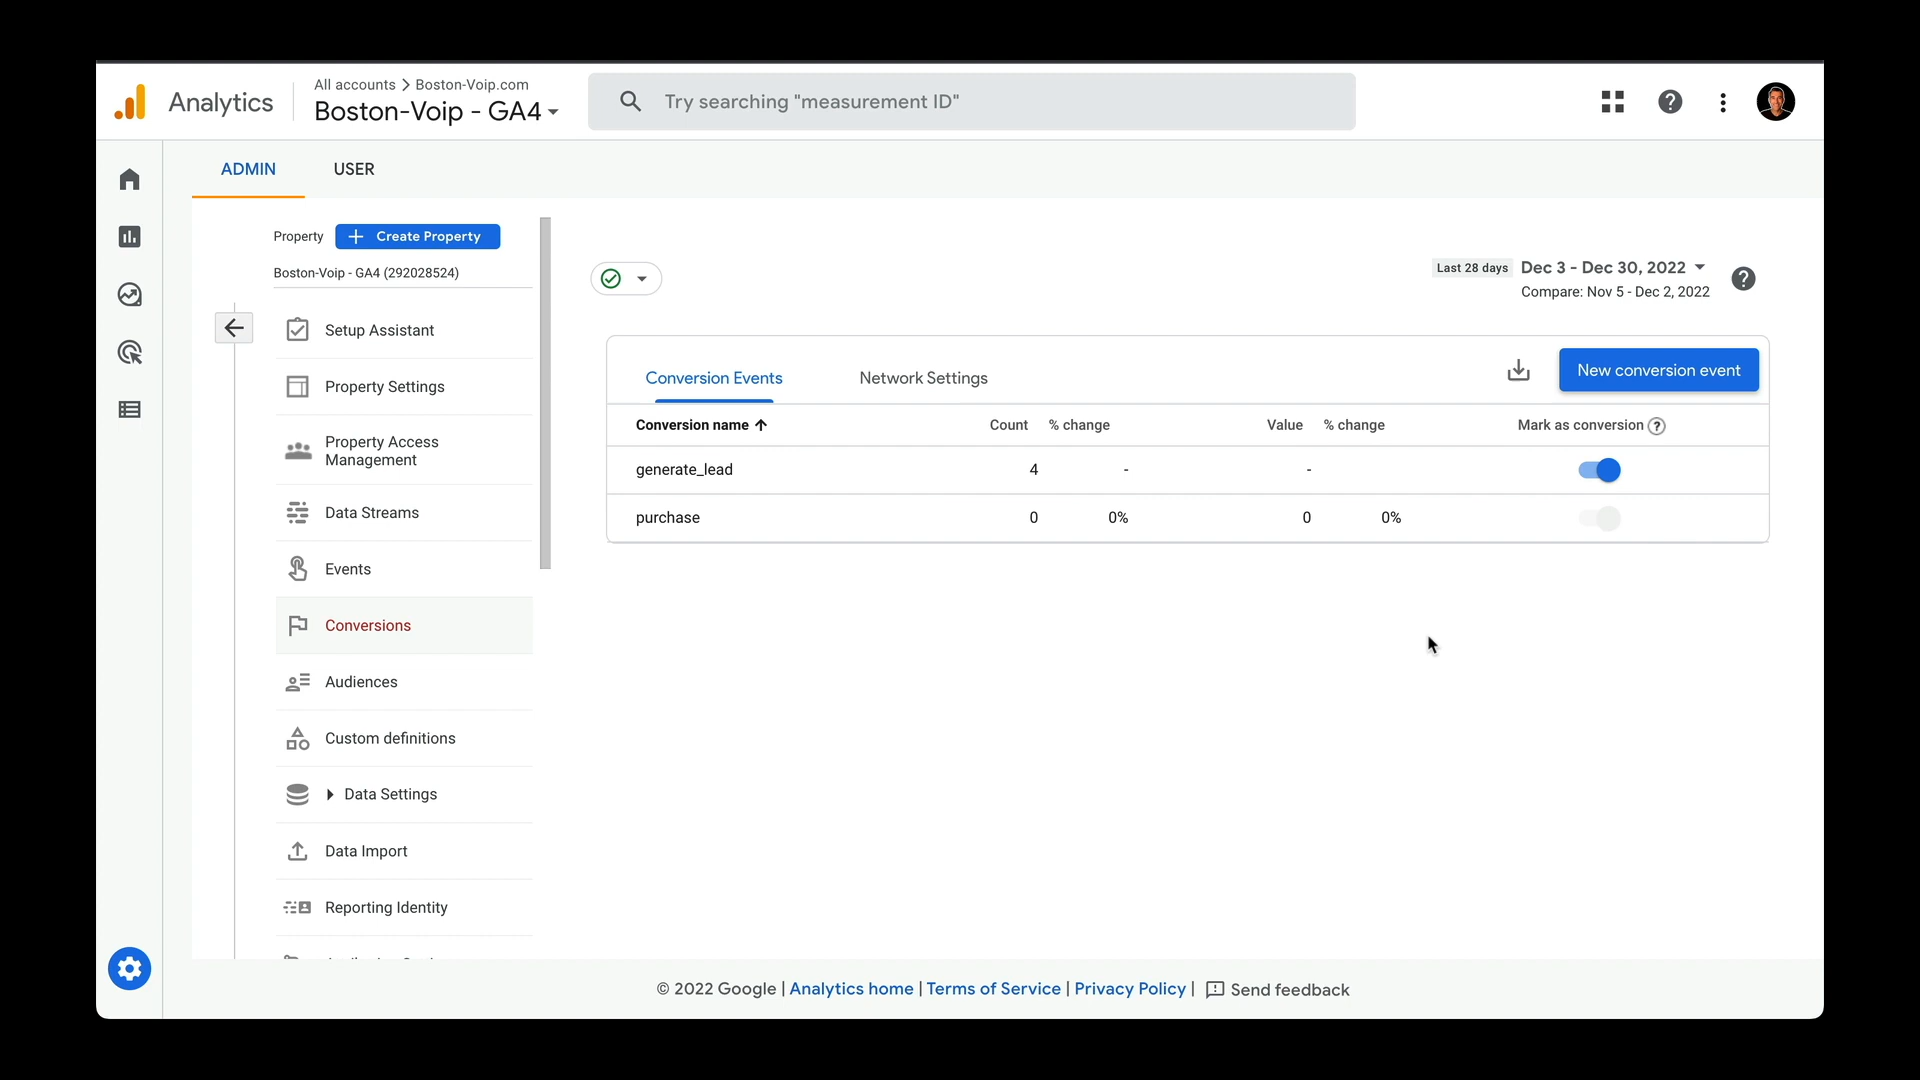 Analytics
All accounts > Boston-Voip.com
Boston-Voip - GA4
Try searching "measurement ID"
ADMIN
USER
Property
Create Property
Boston-Voip - GA4 (292028524)
Setup Assistant
Property Settings
Property Access
Management
Data Streams
Events
Conversions
Audiences
Custom definitions
Data Settings
Data Import
Reporting Identity
Last 28 days Dec 3 - Dec 30, 2022
Compare: Nov 5 - Dec 2, 2022
Conversion Events
Network Settings
New conversion event
Conversion name Count % change Value % change Mark as conversion
generate_lead 4 - -
purchase 0 0% 0 0%
© 2022 Google | Analytics home | Terms of Service | Privacy Policy | Send feedback